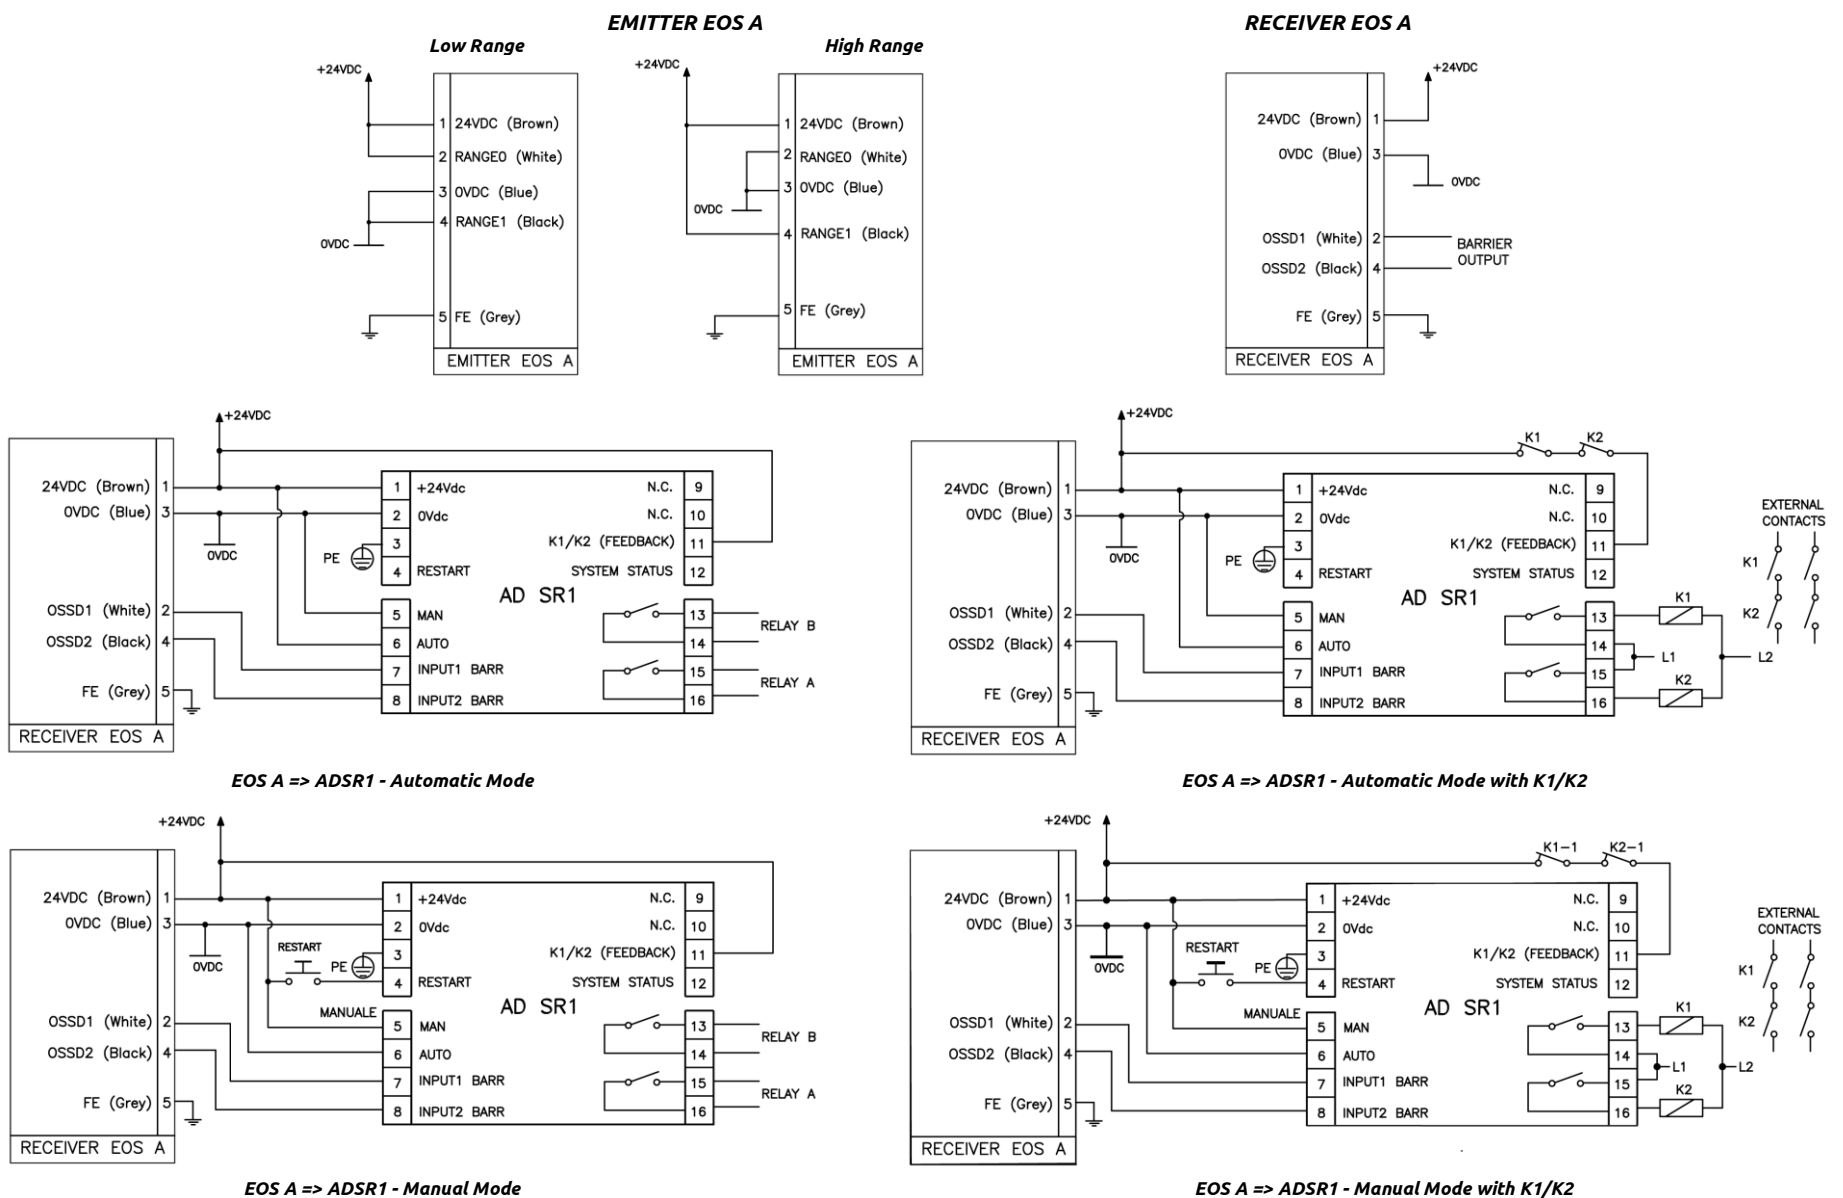 EMITTER EOS A
RECEIVER EOS A
Low Range
High Range
+24VDC
1 24VDC (Brown)
2 RANGE0 (White)
3 0VDC (Blue)
4 RANGE1 (Black)
0VDC
5 FE (Grey)
EMITTER EOS A
+24VDC
1 24VDC (Brown)
2 RANGE0 (White)
3 0VDC (Blue)
0VDC
4 RANGE1 (Black)
5 FE (Grey)
EMITTER EOS A
+24VDC
24VDC (Brown) 1
0VDC (Blue) 3
0VDC
OSSD1 (White) 2
BARRIER
OUTPUT
OSSD2 (Black) 4
FE (Grey) 5
RECEIVER EOS A
+24VDC
24VDC (Brown) 1
0VDC (Blue) 3
0VDC
OSSD1 (White) 2
OSSD2 (Black) 4
FE (Grey) 5
RECEIVER EOS A
PE
1 +24Vdc
2 0Vdc
3
4 RESTART
5 MAN
6 AUTO
7 INPUT1 BARR
8 INPUT2 BARR
AD SR1
N.C. 9
N.C. 10
K1/K2 (FEEDBACK) 11
SYSTEM STATUS 12
13
14
15
16
RELAY B
RELAY A
EOS A => ADSR1 - Automatic Mode
+24VDC
K1 K2
24VDC (Brown) 1
0VDC (Blue) 3
0VDC
OSSD1 (White) 2
OSSD2 (Black) 4
FE (Grey) 5
RECEIVER EOS A
PE
1 +24Vdc
2 0Vdc
3
4 RESTART
5 MAN
6 AUTO
7 INPUT1 BARR
8 INPUT2 BARR
AD SR1
N.C. 9
N.C. 10
K1/K2 (FEEDBACK) 11
SYSTEM STATUS 12
13
14
15
16
K1
L1
L2
K2
EXTERNAL
CONTACTS
K1
K2
EOS A => ADSR1 - Automatic Mode with K1/K2
+24VDC
24VDC (Brown) 1
0VDC (Blue) 3
0VDC
OSSD1 (White) 2
OSSD2 (Black) 4
FE (Grey) 5
RECEIVER EOS A
RESTART
PE
MANUALE
1 +24Vdc
2 0Vdc
3
4 RESTART
5 MAN
6 AUTO
7 INPUT1 BARR
8 INPUT2 BARR
AD SR1
N.C. 9
N.C. 10
K1/K2 (FEEDBACK) 11
SYSTEM STATUS 12
13
14
15
16
RELAY B
RELAY A
EOS A => ADSR1 - Manual Mode
+24VDC
K1-1 K2-1
24VDC (Brown) 1
0VDC (Blue) 3
0VDC
OSSD1 (White) 2
OSSD2 (Black) 4
FE (Grey) 5
RECEIVER EOS A
RESTART
PE
MANUALE
1 +24Vdc
2 0Vdc
3
4 RESTART
5 MAN
6 AUTO
7 INPUT1 BARR
8 INPUT2 BARR
AD SR1
N.C. 9
N.C. 10
K1/K2 (FEEDBACK) 11
SYSTEM STATUS 12
13
14
15
16
K1
L1
L2
K2
EXTERNAL
CONTACTS
K1
K2
EOS A => ADSR1 - Manual Mode with K1/K2